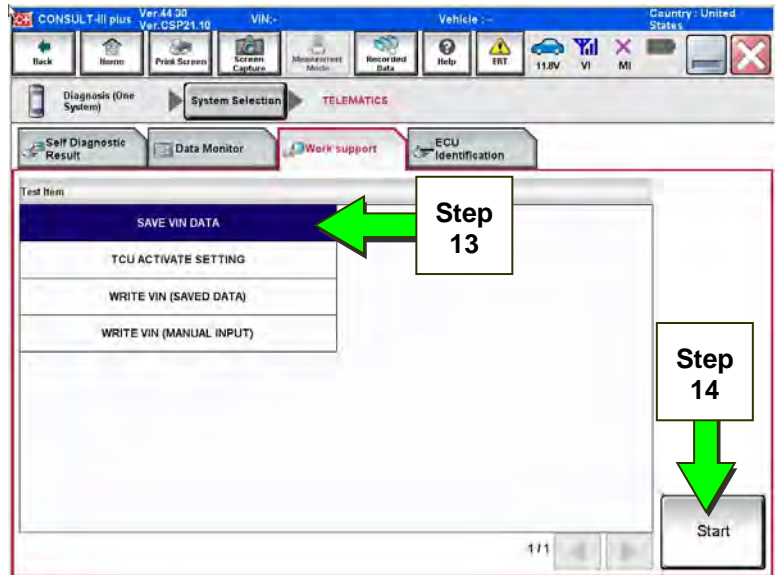 CONSULT-III plus Ver.44.30 VIN:- Vehicle : - Country : United
Ver.CSP21.10 States
Back Home Print Screen Screen Capture Measurement Mode Recorded Data Help ERT 11.8V VI MI
Diagnosis (One System) System Selection TELEMATICS
Self Diagnostic Result Data Monitor Work support ECU Identification
Test Item
SAVE VIN DATA
TCU ACTIVATE SETTING
WRITE VIN (SAVED DATA)
WRITE VIN (MANUAL INPUT)
Step
13
Step
14
Start
1/1